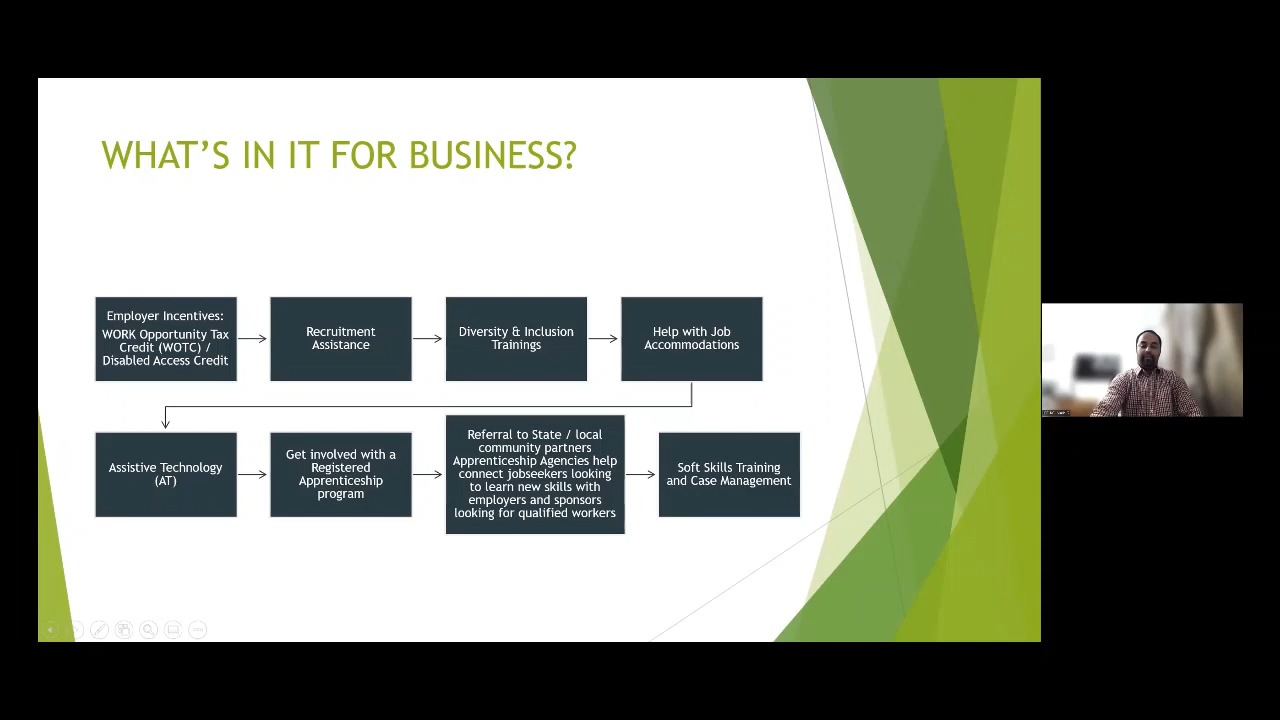 WHAT'S IN IT FOR BUSINESS?
Employer Incentives:
WORK Opportunity Tax
Credit (WOTC) /
Disabled Access Credit
Recruitment
Assistance
Diversity & Inclusion
Trainings
Help with Job
Accommodations
Assistive Technology
(AT)
Get involved with a
Registered
Apprenticeship
program
Referral to State / local
community partners
Apprenticeship Agencies help
connect jobseekers looking
to learn new skills with
employers and sponsors
looking for qualified workers
Soft Skills Training
and Case Management